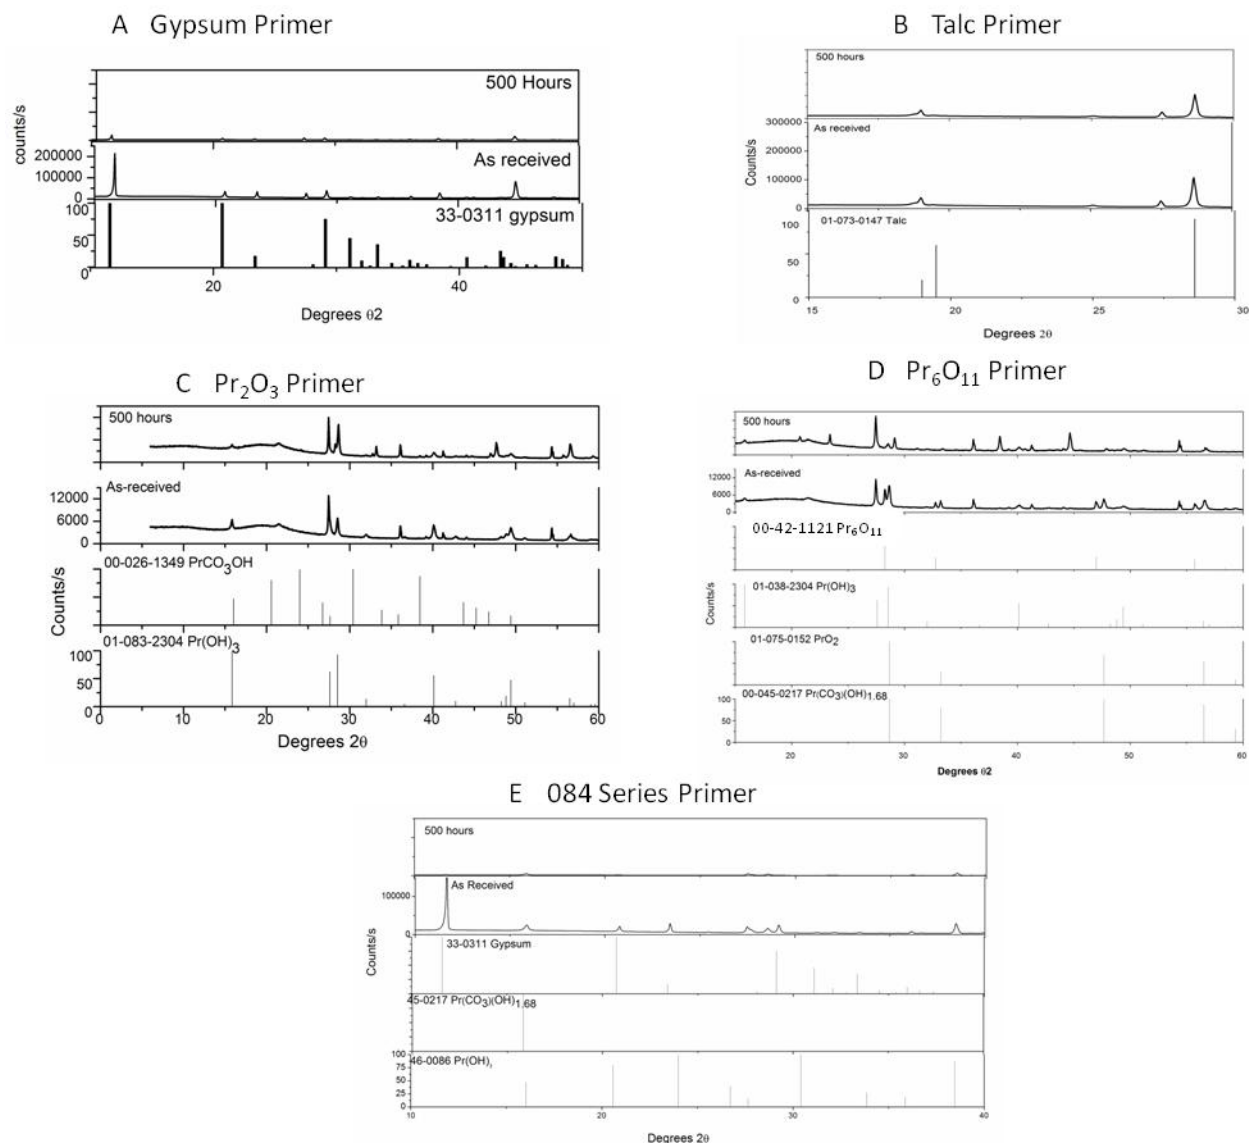 A Gypsum Primer
500 Hours
counts/s
200000
As received
100000
0
100
33-0311 gypsum
50
0
20
40
Degrees θ2
B Talc Primer
500 hours
300000
As received
Counts/s
200000
100000
0
01-073-0147 Talc
100
50
0
15
20
25
30
Degrees 2θ
C Pr2O3 Primer
500 hours
As-received
12000
6000
0
00-026-1349 PrCO3OH
Counts/s
01-083-2304 Pr(OH)3
100
50
0
0
10
20
30
40
50
60
Degrees 2θ
D Pr6O11 Primer
500 hours
As-received
12000
6000
0
00-42-1121 Pr6O11
Counts/s
01-038-2304 Pr(OH)3
01-075-0152 PrO2
00-045-0217 Pr(CO3)(OH)1.68
100
50
0
20
30
40
50
60
Degrees θ2
E 084 Series Primer
500 hours
As Received
100000
0
Counts/s
33-0311 Gypsum
45-0217 Pr(CO3)(OH)1.68
46-0086 Pr(OH)
100
75
50
25
0
10
20
30
40
Degrees 2θ